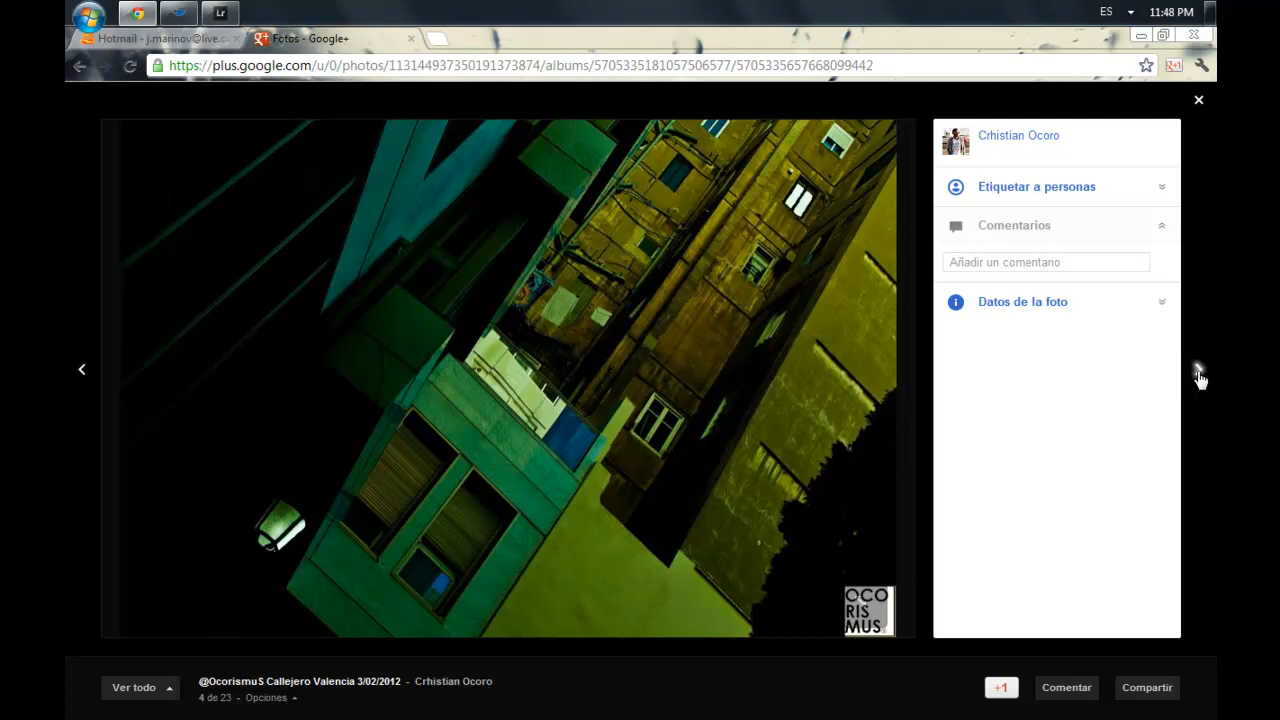 Lr
ES
11:48 PM
Hotmail - j.marinov@live.c
Fotos - Google+
https://plus.google.com/u/0/photos/113144937350191373874/albums/5705335181057506577/5705335657668099442
+1
Crhistian Ocoro
Etiquetar a personas
Comentarios
Añadir un comentario
Datos de la foto
OCO
RIS
MUS
Ver todo
@OcorismuS Callejero Valencia 3/02/2012 - Crhistian Ocoro
4 de 23 - Opciones
+1
Comentar
Compartir